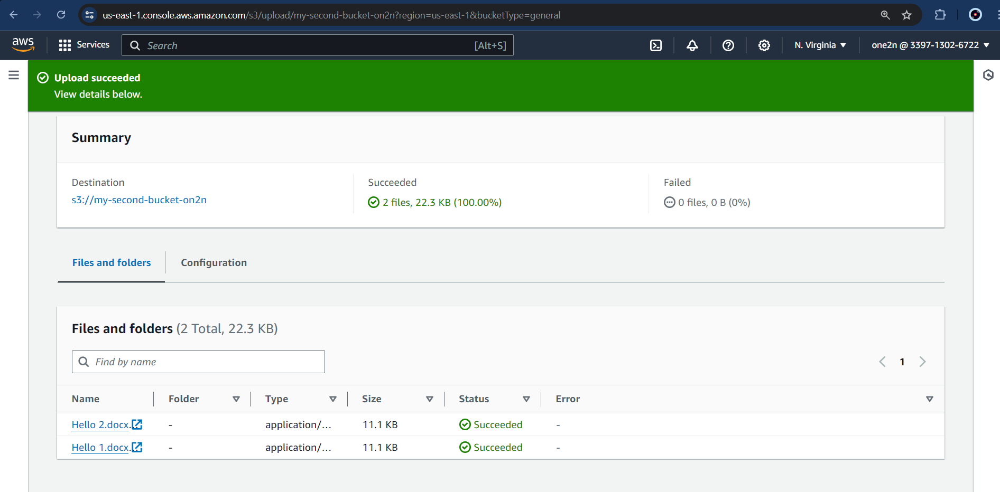 us-east-1.console.aws.amazon.com/s3/upload/my-second-bucket-on2n?region=us-east-1&bucketType=general
aws Services Search [Alt+S] N. Virginia one2n @ 3397-1302-6722
Upload succeeded
View details below.
Summary
Destination Succeeded Failed
s3://my-second-bucket-on2n 2 files, 22.3 KB (100.00%) 0 files, 0 B (0%)
Files and folders Configuration
Files and folders (2 Total, 22.3 KB)
Find by name 1
Name Folder Type Size Status Error
Hello 2.docx... - application/... 11.1 KB Succeeded -
Hello 1.docx... - application/... 11.1 KB Succeeded -